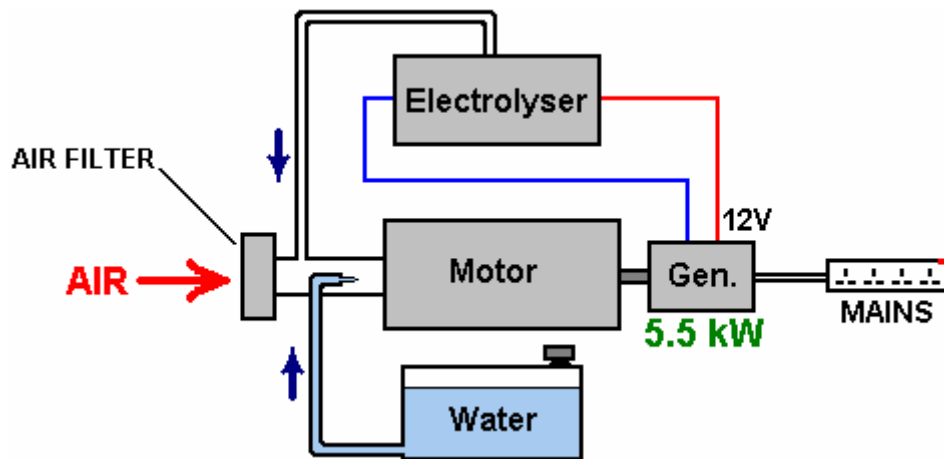 Electrolyser
AIR FILTER
12V
AIR
Motor
Gen.
MAINS
5.5 kW
Water